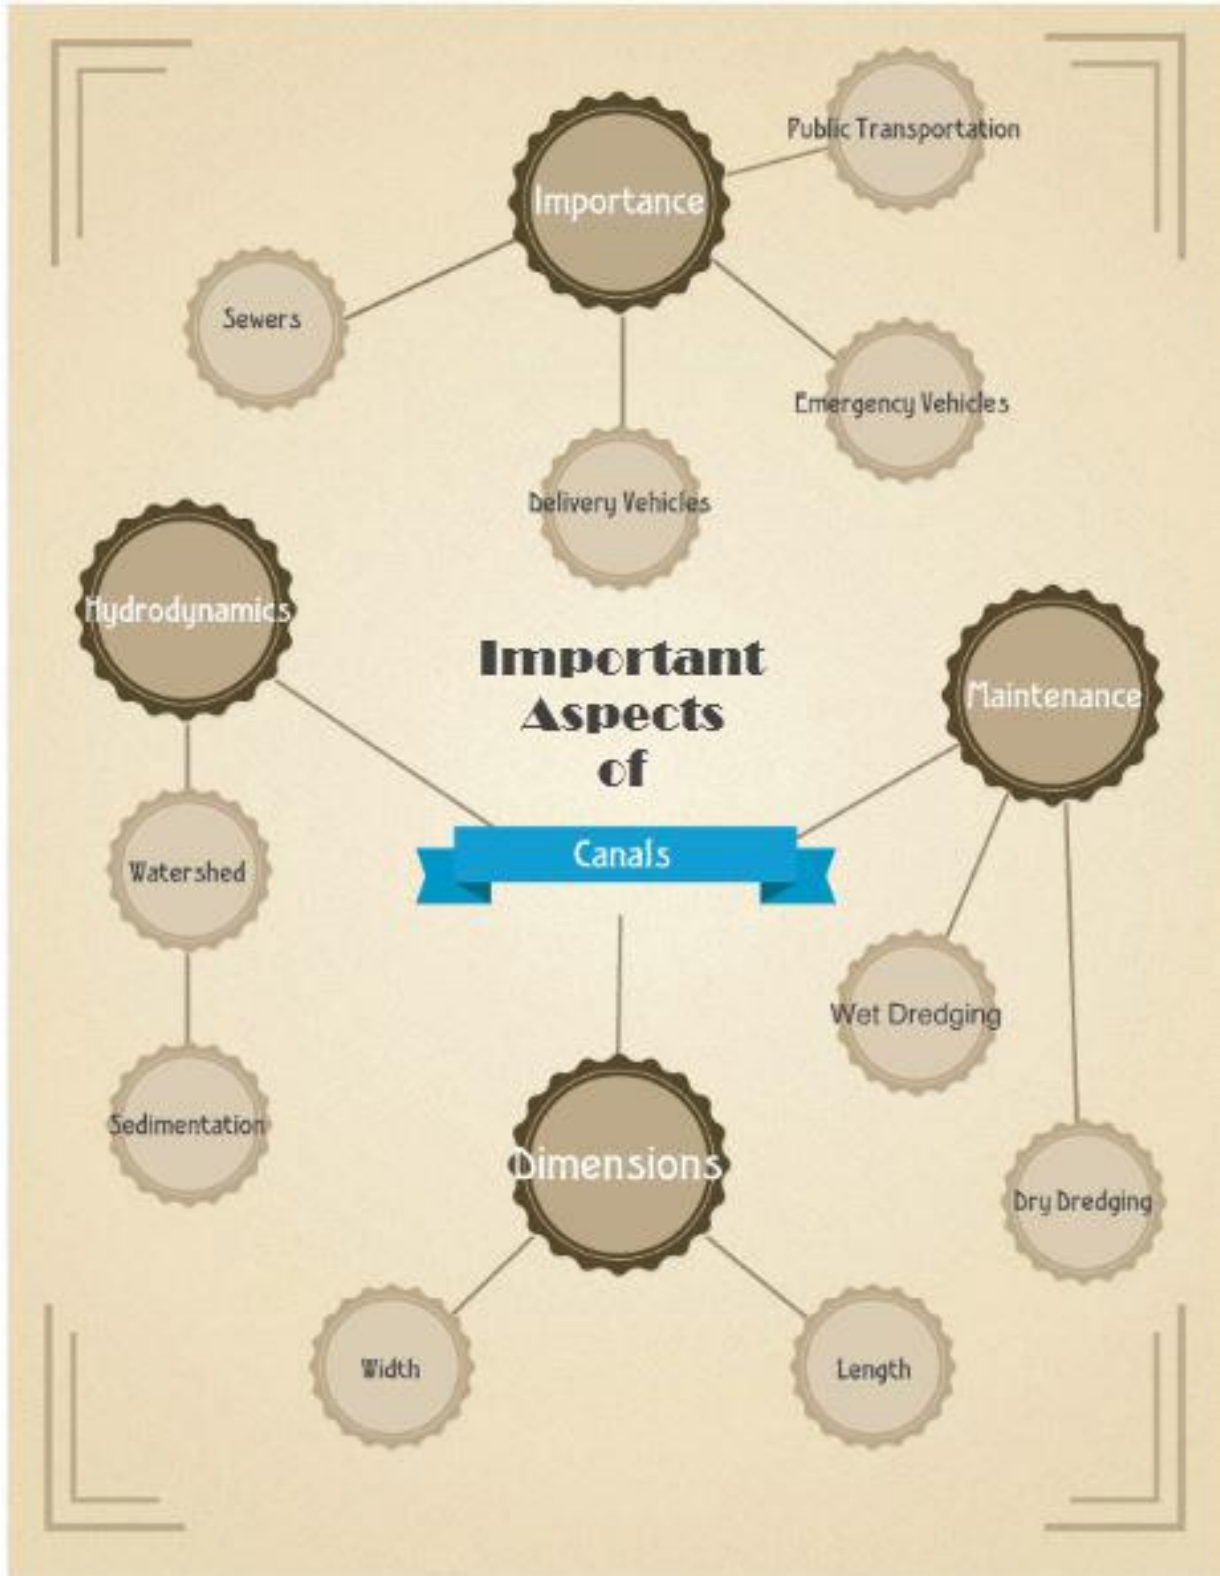 Public Transportation
Importance
Sewers
Emergency Vehicles
Delivery Vehicles
Hydrodynamics
Important
Aspects
of
Canals
Maintenance
Watershed
Wet Dredging
Sedimentation
Dimensions
Dry Dredging
Width
Length